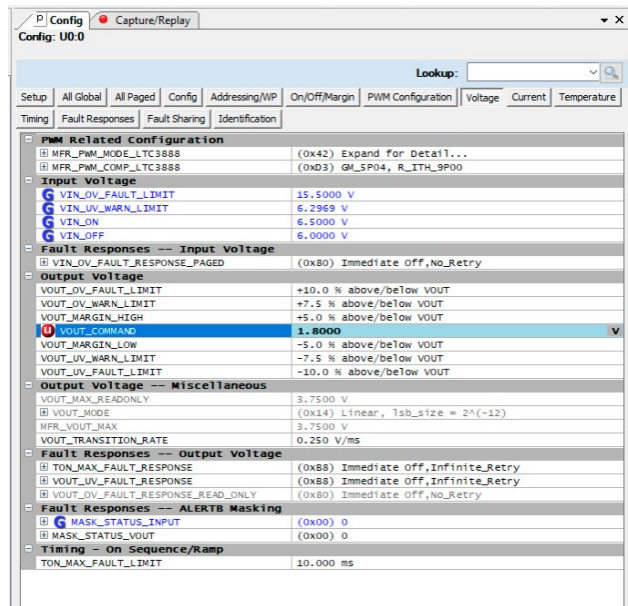 P Config Capture/Replay
Config: U0:0
Lookup:
Setup All Global All Paged Config Addressing/WP On/Off/Margin PWM Configuration Voltage Current Temperature
Timing Fault Responses Fault Sharing Identification
PWM Related Configuration
MFR_PWM_MODE_LTC3888 (0x42) Expand for Detail...
MFR_PWM_COMP_LTC3888 (0xD3) GM_5P04, R_ITH_9P00
Input Voltage
G VIN_OV_FAULT_LIMIT 15.5000 V
G VIN_UV_WARN_LIMIT 6.2969 V
G VIN_ON 6.5000 V
G VIN_OFF 6.0000 V
Fault Responses -- Input Voltage
VIN_OV_FAULT_RESPONSE_PAGED (0x80) Immediate Off,No_Retry
Output Voltage
VOUT_OV_FAULT_LIMIT +10.0 % above/below VOUT
VOUT_OV_WARN_LIMIT +7.5 % above/below VOUT
VOUT_MARGIN_HIGH +5.0 % above/below VOUT
U VOUT_COMMAND 1.8000 V
VOUT_MARGIN_LOW -5.0 % above/below VOUT
VOUT_UV_WARN_LIMIT -7.5 % above/below VOUT
VOUT_UV_FAULT_LIMIT -10.0 % above/below VOUT
Output Voltage -- Miscellaneous
VOUT_MAX_READONLY 3.7500 V
VOUT_MODE (0x14) Linear, lsb_size = 2^(-12)
MFR_VOUT_MAX 3.7500 V
VOUT_TRANSITION_RATE 0.250 V/ms
Fault Responses -- Output Voltage
TON_MAX_FAULT_RESPONSE (0xB8) Immediate Off,Infinite_Retry
VOUT_UV_FAULT_RESPONSE (0xB8) Immediate Off,Infinite_Retry
VOUT_OV_FAULT_RESPONSE_READ_ONLY (0x80) Immediate Off,No_Retry
Fault Responses -- ALERTB Masking
G MASK_STATUS_INPUT (0x00) 0
MASK_STATUS_VOUT (0x00) 0
Timing - On Sequence/Ramp
TON_MAX_FAULT_LIMIT 10.000 ms